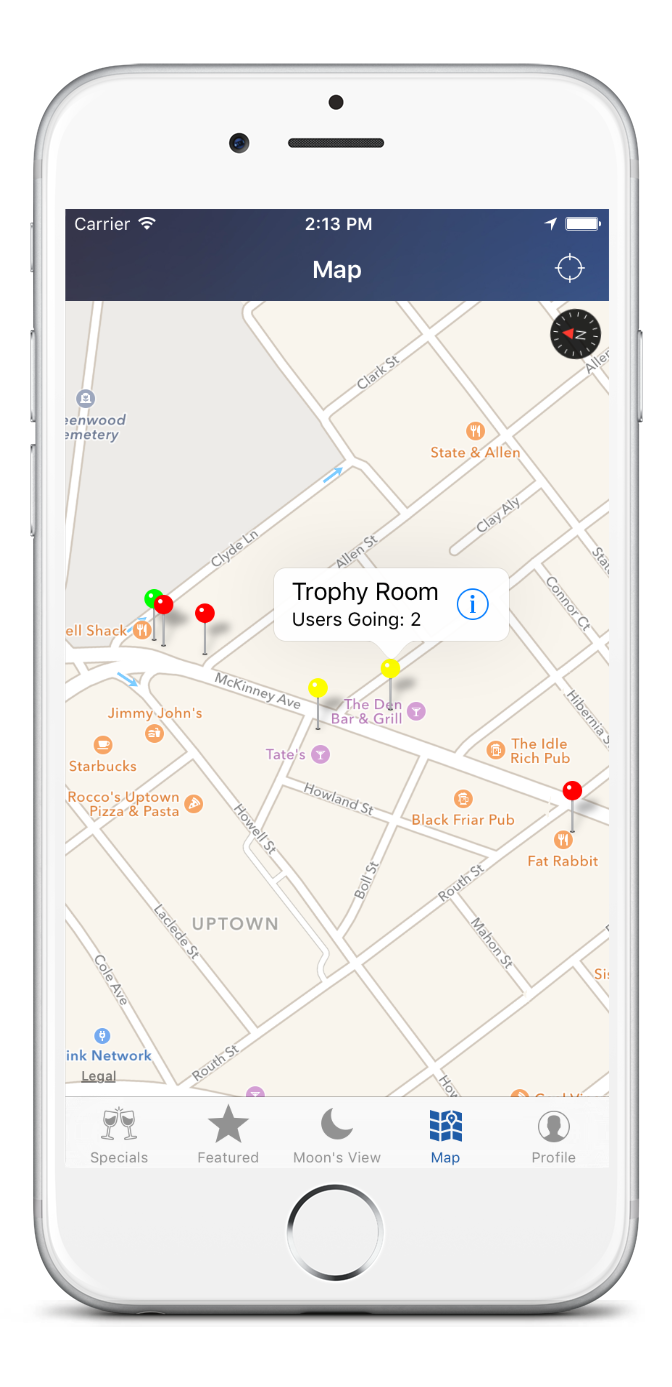 Carrier
2:13 PM
Map
N
Clark St
Allen
eenwood
emetery
State & Allen
Clay Aly
Clyde Ln
Allen St
Connor Ct
Trophy Room
Users Going: 2
ell Shack
McKinney Ave
Hibernia S
Jimmy John's
The Den
Bar & Grill
Tate's
The Idle
Rich Pub
Starbucks
Rocco's Uptown
Pizza & Pasta
Howland St
Howell St
Black Friar Pub
Fat Rabbit
Boll St
Routh St
UPTOWN
Laclede St
Mahon St
Cole Ave
Sis
ink Network
Routh St
Legal
How
Specials
Featured
Moon's View
Map
Profile